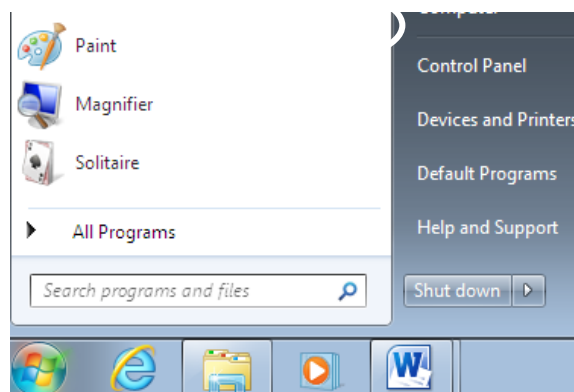 Paint
Magnifier
Solitaire
All Programs
Search programs and files
Control Panel
Devices and Printers
Default Programs
Help and Support
Shut down
W